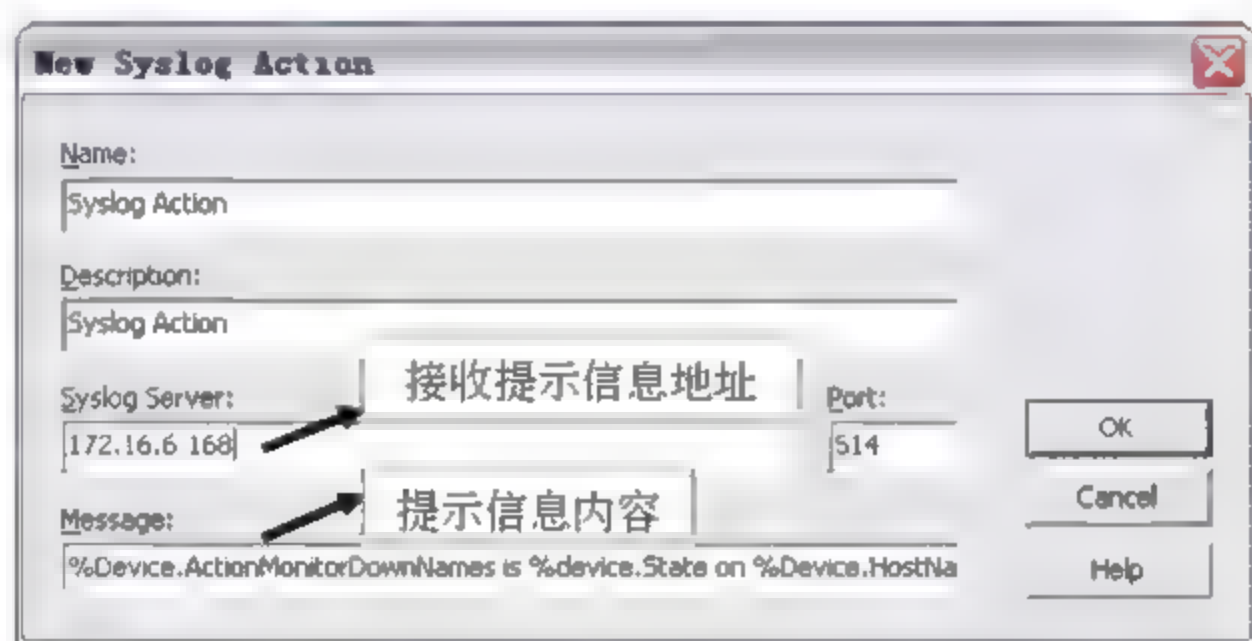 New Syslog Action
Name:
Syslog Action
Description:
Syslog Action
接收提示信息地址
Syslog Server:
Port:
172.16.6 168
514
OK
提示信息内容
Cancel
Message:
%Device.ActionMonitorDownNames is %device.State on %Device.HostNa
Help